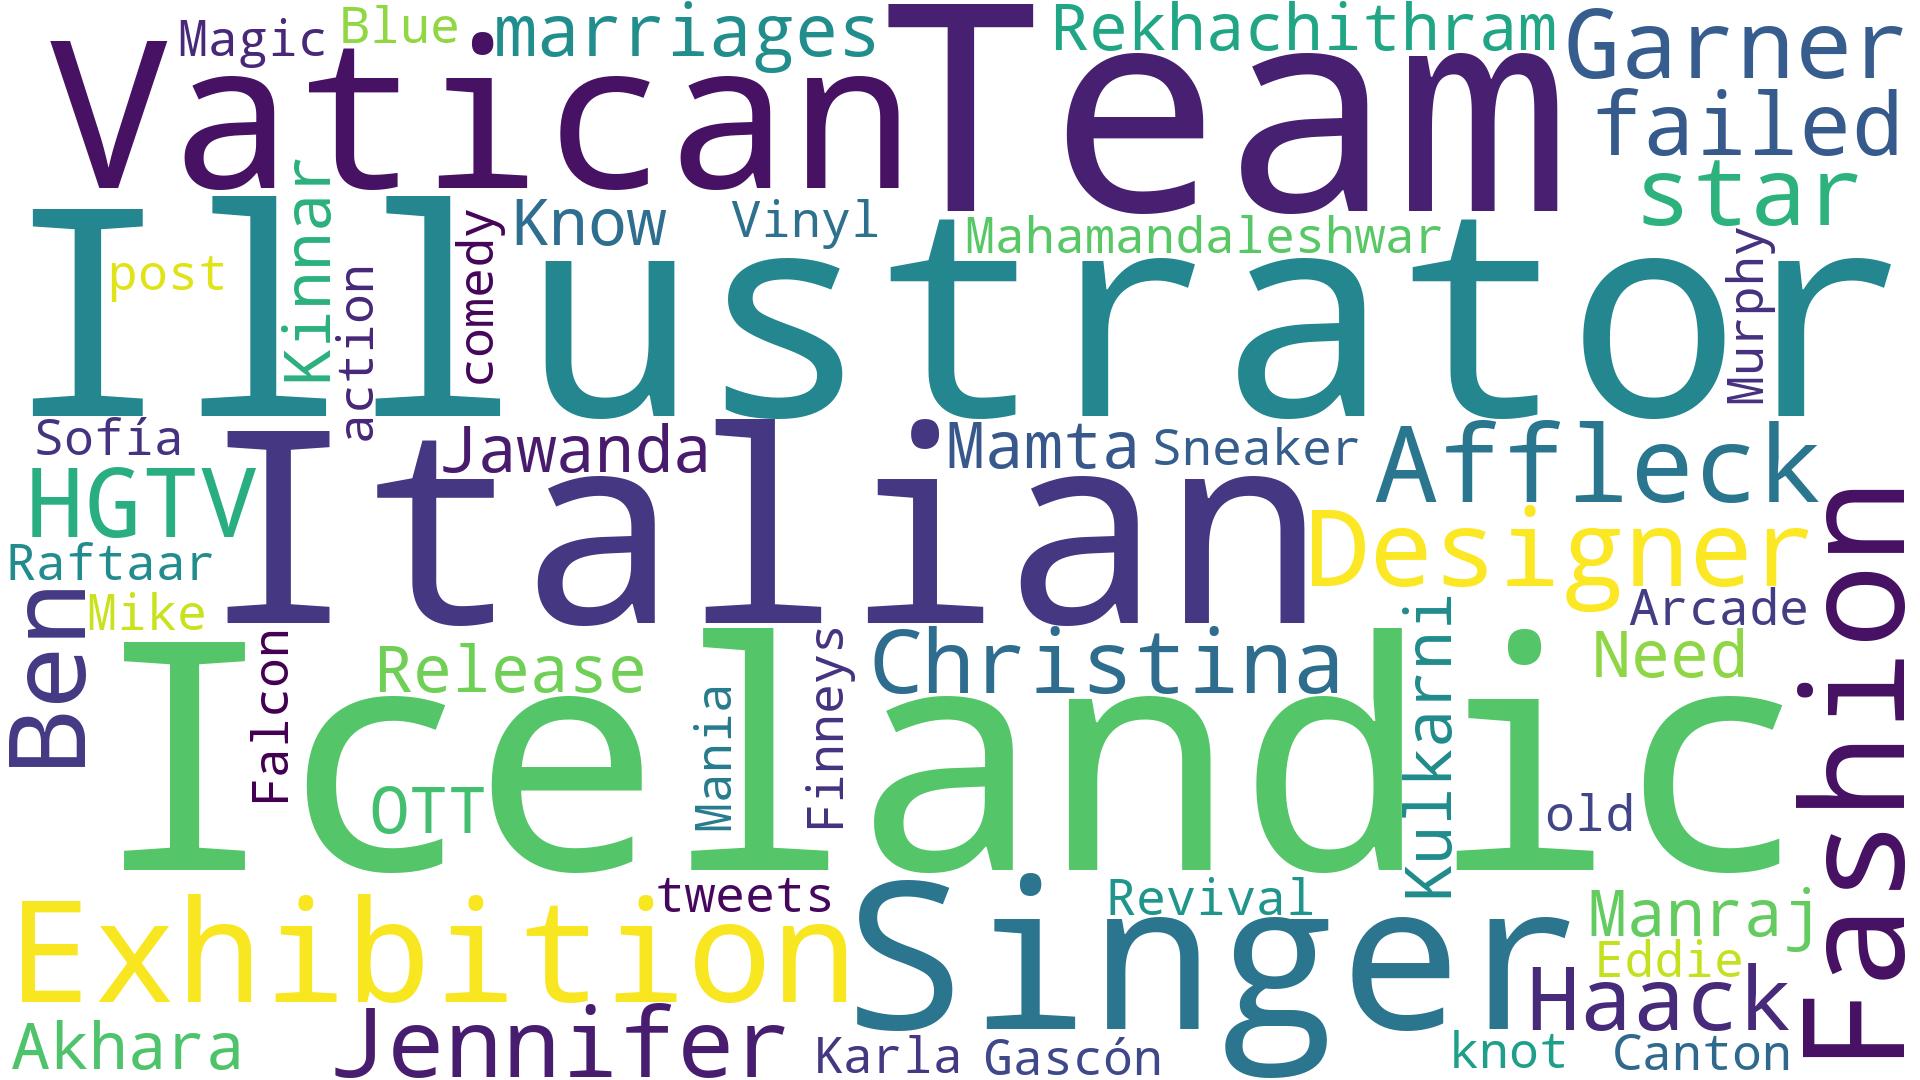 Magic
Blue
marriages
Rekhachithram
Garner
Vatican
Team
failed
star
Kinnar
Know
Vinyl
Mahamandaleshwar
Illustrator
post
action
comedy
Murphy
Sofía
Jawanda
Mamta
Sneaker
Affleck
HGTV
Italian
Designer
Fashion
Raftaar
Mike
Arcade
Ben
Falcon
Release
Mania
Finneys
Christina
Kulkarni
Need
Icelandic
OTT
old
tweets
Revival
Manraj
Exhibition
Singer
Eddie
Haack
Akhara
Jennifer
Karla
Gascón
knot
Canton